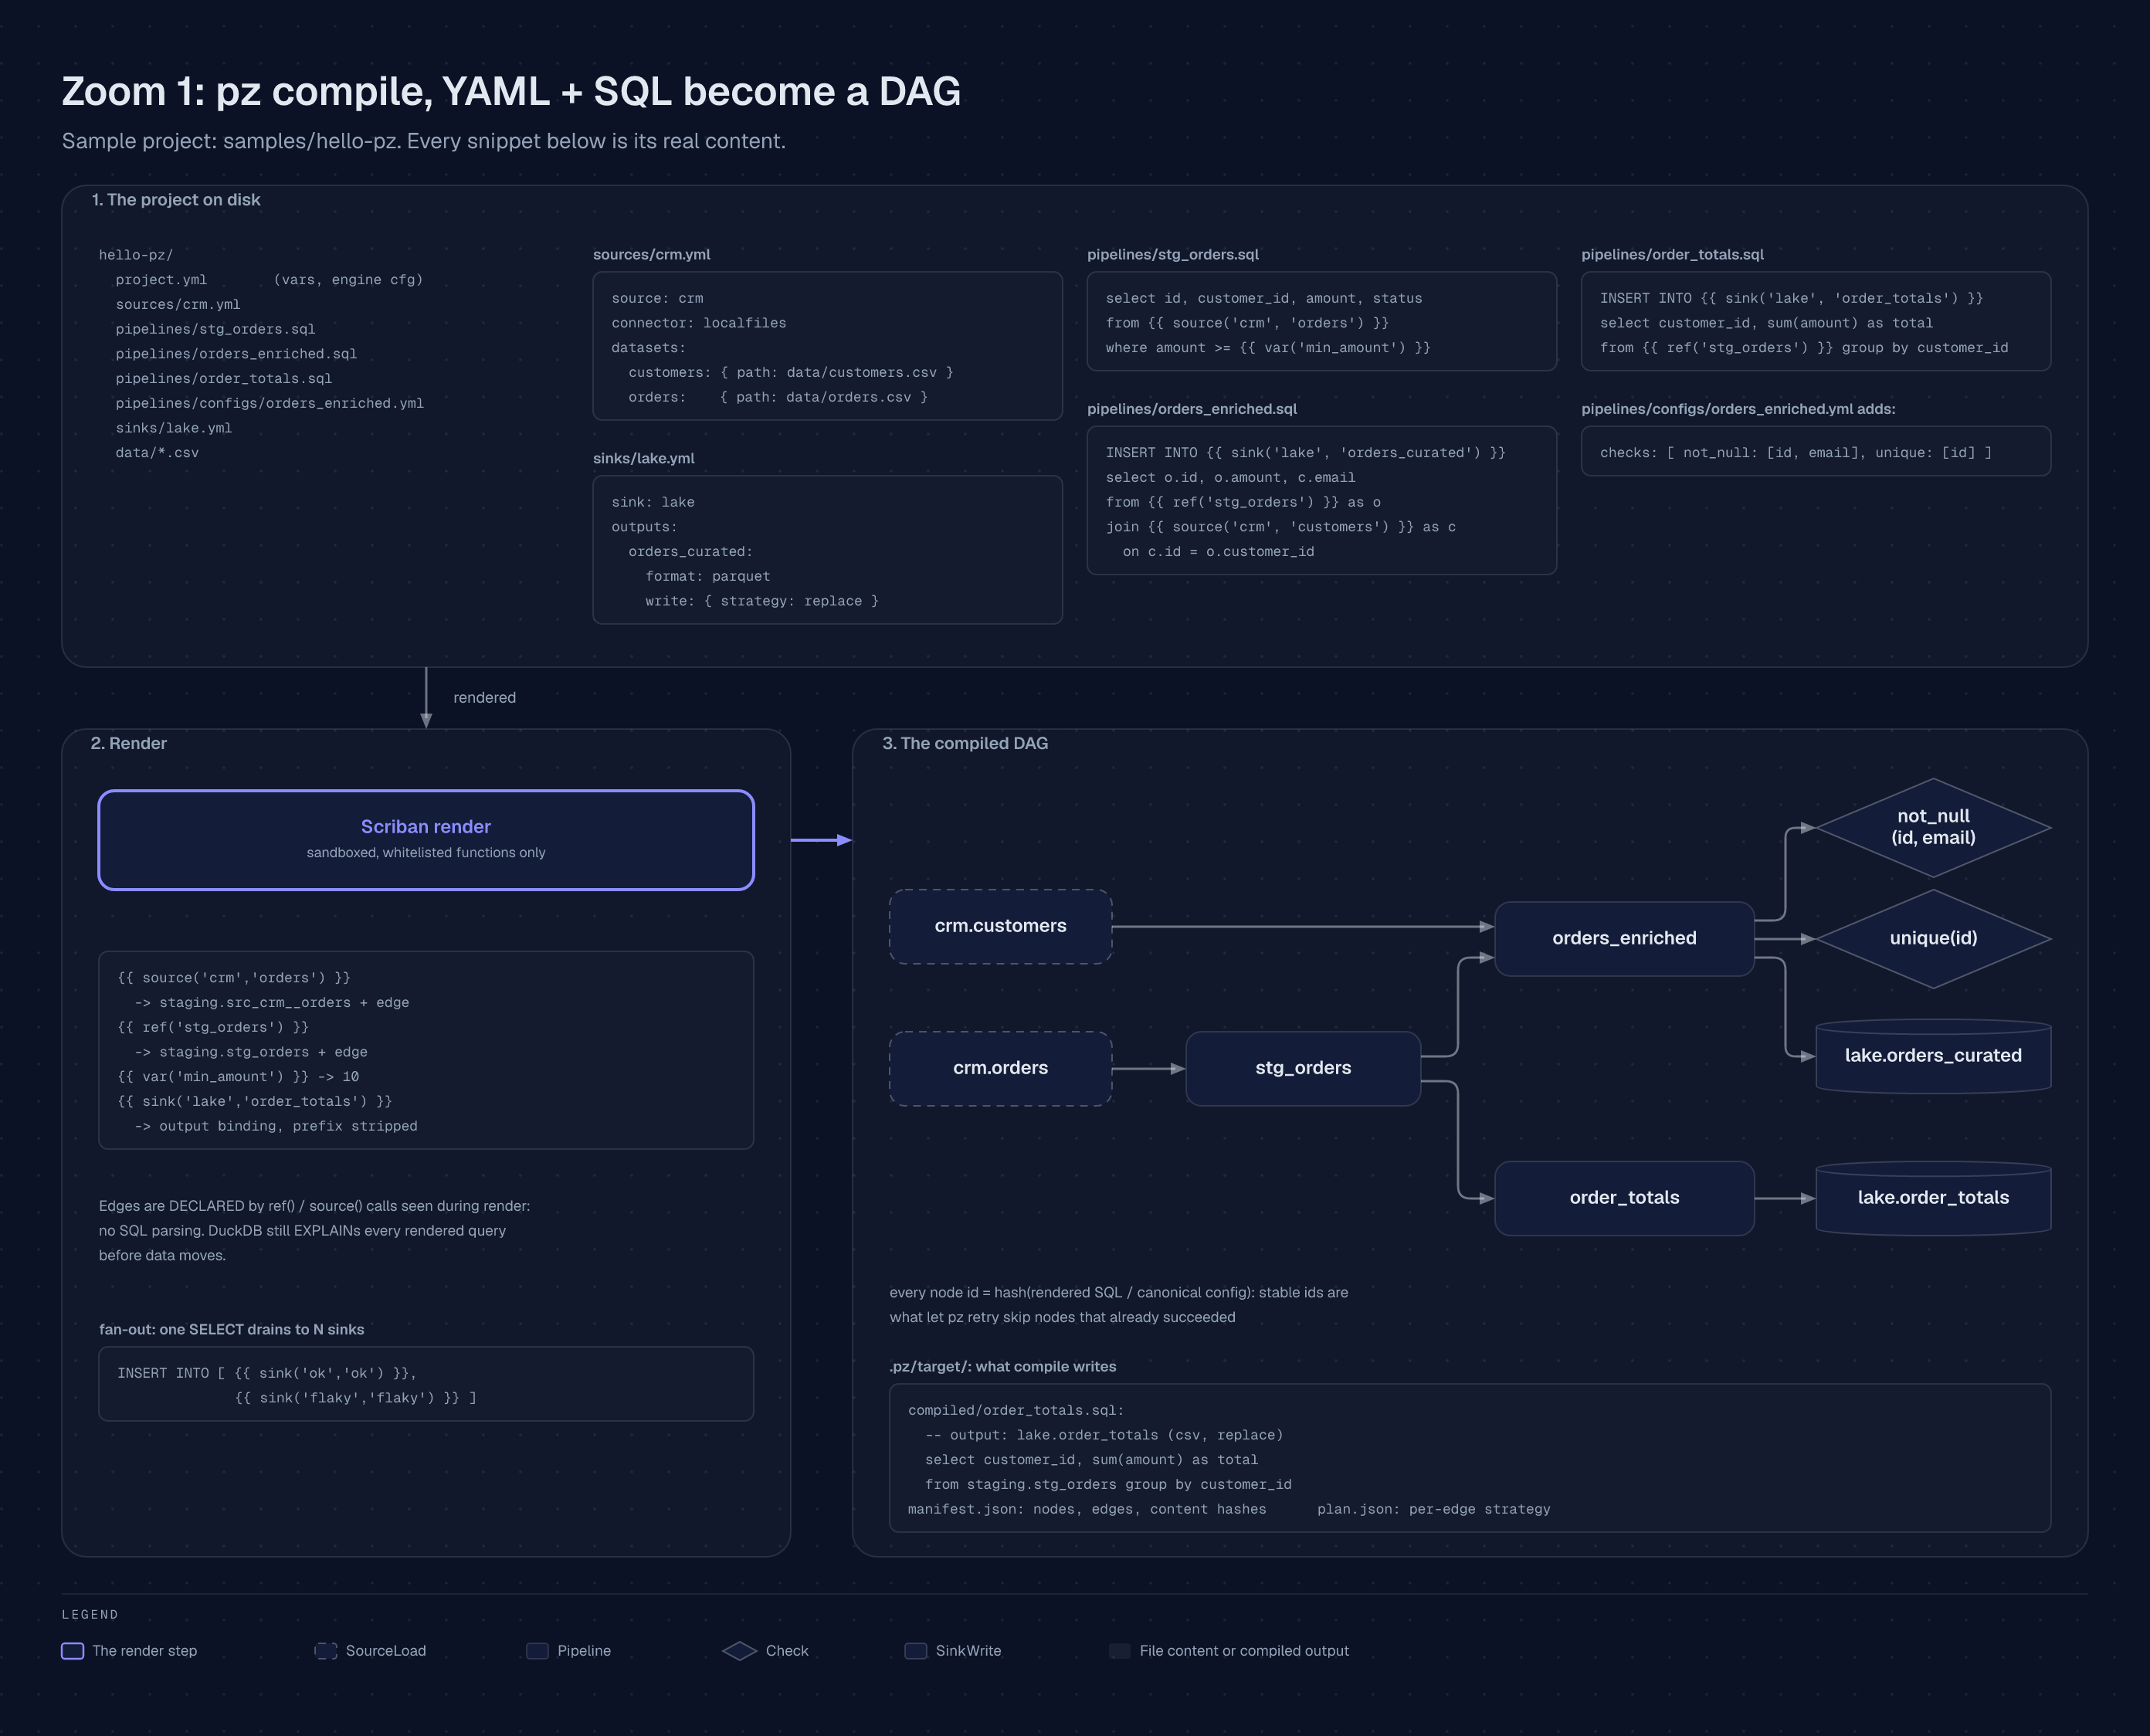 Zoom 1: pz compile, YAML + SQL become a DAG
Sample project: samples/hello-pz. Every snippet below is its real content.
1. The project on disk
hello-pz/
project.yml (vars, engine cfg)
sources/crm.yml
pipelines/stg_orders.sql
pipelines/orders_enriched.sql
pipelines/order_totals.sql
pipelines/configs/orders_enriched.yml
sinks/lake.yml
data/*.csv
sources/crm.yml
source: crm
connector: localfiles
datasets:
customers: { path: data/customers.csv }
orders: { path: data/orders.csv }
sinks/lake.yml
sink: lake
outputs:
orders_curated:
format: parquet
write: { strategy: replace }
pipelines/stg_orders.sql
select id, customer_id, amount, status
from {{ source('crm', 'orders') }}
where amount >= {{ var('min_amount') }}
pipelines/orders_enriched.sql
INSERT INTO {{ sink('lake', 'orders_curated') }}
select o.id, o.amount, c.email
from {{ ref('stg_orders') }} as o
join {{ source('crm', 'customers') }} as c
on c.id = o.customer_id
pipelines/order_totals.sql
INSERT INTO {{ sink('lake', 'order_totals') }}
select customer_id, sum(amount) as total
from {{ ref('stg_orders') }} group by customer_id
pipelines/configs/orders_enriched.yml adds:
checks: [ not_null: [id, email], unique: [id] ]
rendered
2. Render
Scriban render
sandboxed, whitelisted functions only
{{ source('crm','orders') }}
-> staging.src_crm__orders + edge
{{ ref('stg_orders') }}
-> staging.stg_orders + edge
{{ var('min_amount') }} -> 10
{{ sink('lake','order_totals') }}
-> output binding, prefix stripped
Edges are DECLARED by ref() / source() calls seen during render:
no SQL parsing. DuckDB still EXPLAINs every rendered query
before data moves.
fan-out: one SELECT drains to N sinks
INSERT INTO [ {{ sink('ok','ok') }},
{{ sink('flaky','flaky') }} ]
3. The compiled DAG
not_null
(id, email)
crm.customers
orders_enriched
unique(id)
crm.orders
stg_orders
lake.orders_curated
order_totals
lake.order_totals
every node id = hash(rendered SQL / canonical config): stable ids are
what let pz retry skip nodes that already succeeded
.pz/target/: what compile writes
compiled/order_totals.sql:
-- output: lake.order_totals (csv, replace)
select customer_id, sum(amount) as total
from staging.stg_orders group by customer_id
manifest.json: nodes, edges, content hashes plan.json: per-edge strategy
LEGEND
The render step
SourceLoad
Pipeline
Check
SinkWrite
File content or compiled output